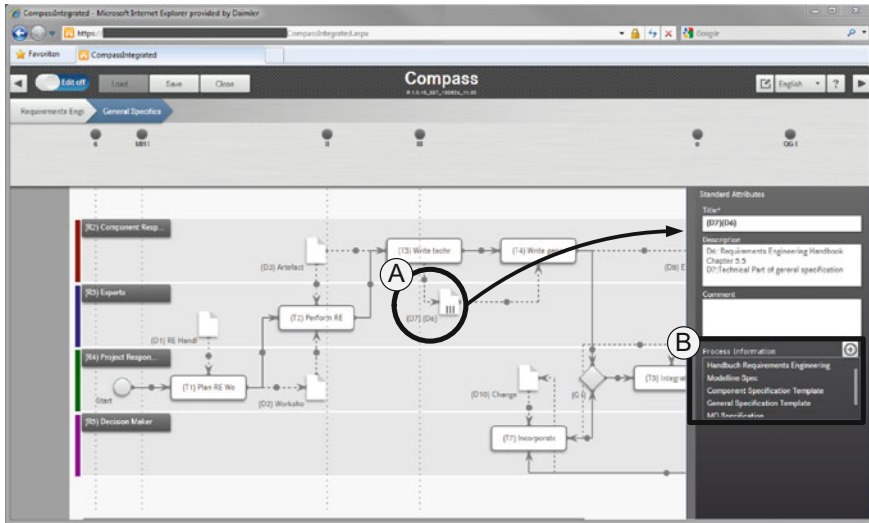 CompassIntegrated - Microsoft Internet Explorer provided by Daimler
https://
CompassIntegrated.aspx
Google
Favoriten
CompassIntegrated
Edit off
Load
Save
Close
Compass
English
?
Requirements Engi
General Specifica
QG I
Standard Attributes
Title*
(D7)(D6)
Description
D6: Requirements Engineering Handbook
Chapter 5.5
D7:Technical Part of general specification
Comment
Process Information
Handbuch Requirements Engineering
Modelline Spec
Component Specification Template
General Specification Template
MO Specification
A
B
(R2) Component Resp...
(T3) Write techr
(T4) Write gen
(D3) Artefact
(D8) E
(R3) Experts
(D7) (D6)
(T2) Perform RE
(D1) RE Handl
(R4) Project Respon...
Start
(T1) Plan RE Wo
(D2) Worksho
(D10) Change
(G
(T5) Integrat
(R5) Decision Maker
(T7) Incorporate